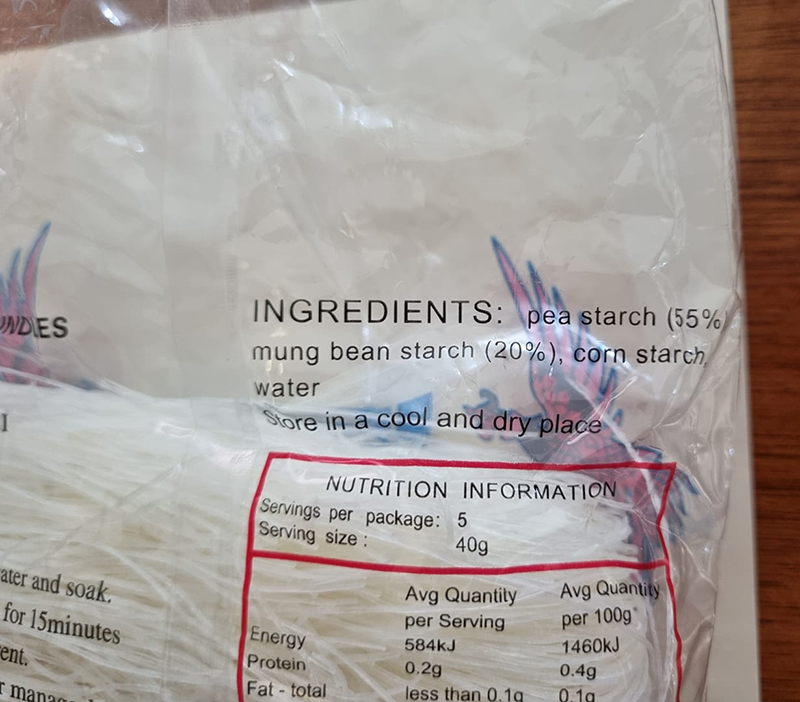 INGREDIENTS: pea starch (55%)
mung bean starch (20%), corn starch,
water
Store in a cool and dry place
I
NUTRITION INFORMATION
Servings per package: 5
Serving size : 40g
Avg Quantity Avg Quantity
per Serving per 100g
Energy 584kJ 1460kJ
Protein 0.2g 0.4g
Fat - total less than 0.1g 0.1g
ater and soak.
for 15minutes
ent.